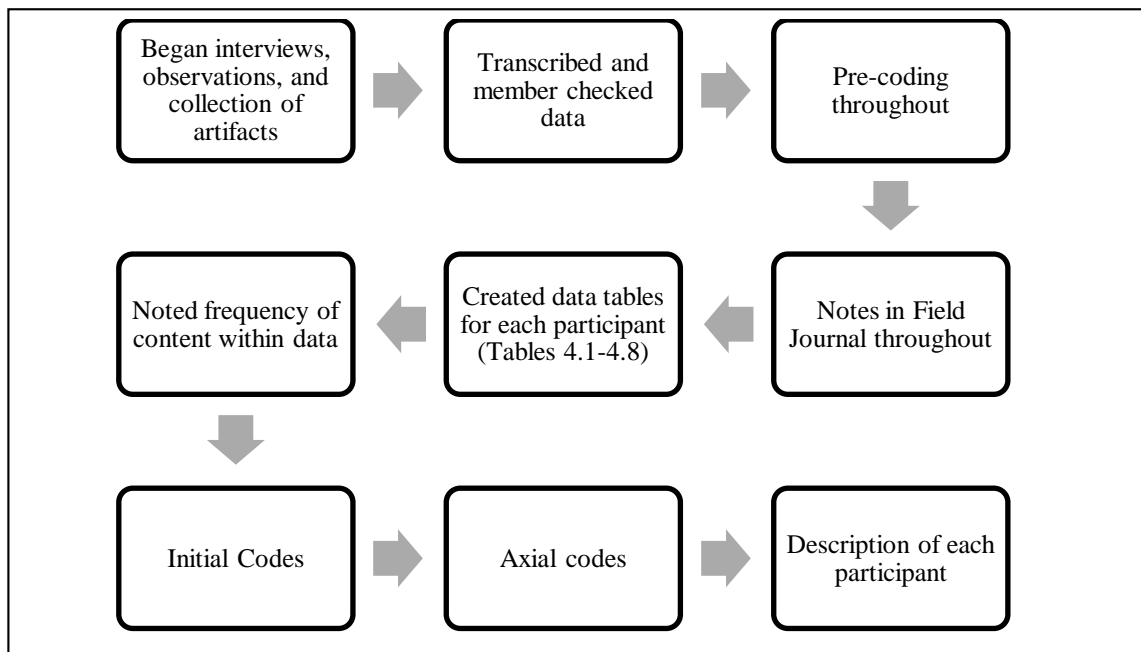 Began interviews,
observations, and
collection of
artifacts
Transcribed and
member checked
data
Pre-coding
throughout
Notes in Field
Journal throughout
Created data tables
for each participant
(Tables 4.1-4.8)
Noted frequency of
content within data
Initial Codes
Axial codes
Description of each
participant